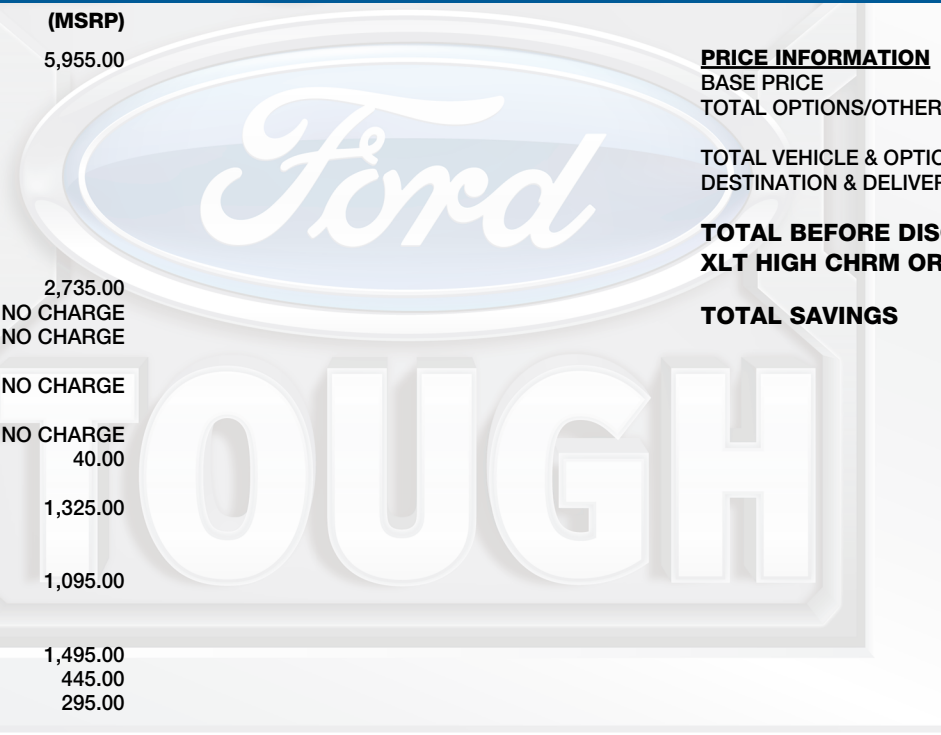 (MSRP)
5,955.00
2,735.00
NO CHARGE
NO CHARGE
NO CHARGE
NO CHARGE
40.00
1,325.00
1,095.00
1,495.00
445.00
295.00
PRICE INFORMATION
BASE PRICE
TOTAL OPTIONS/OTHER
TOTAL VEHICLE & OPTIO
DESTINATION & DELIVER
TOTAL BEFORE DIS
XLT HIGH CHRM OR
TOTAL SAVINGS
Ford
TOUGH